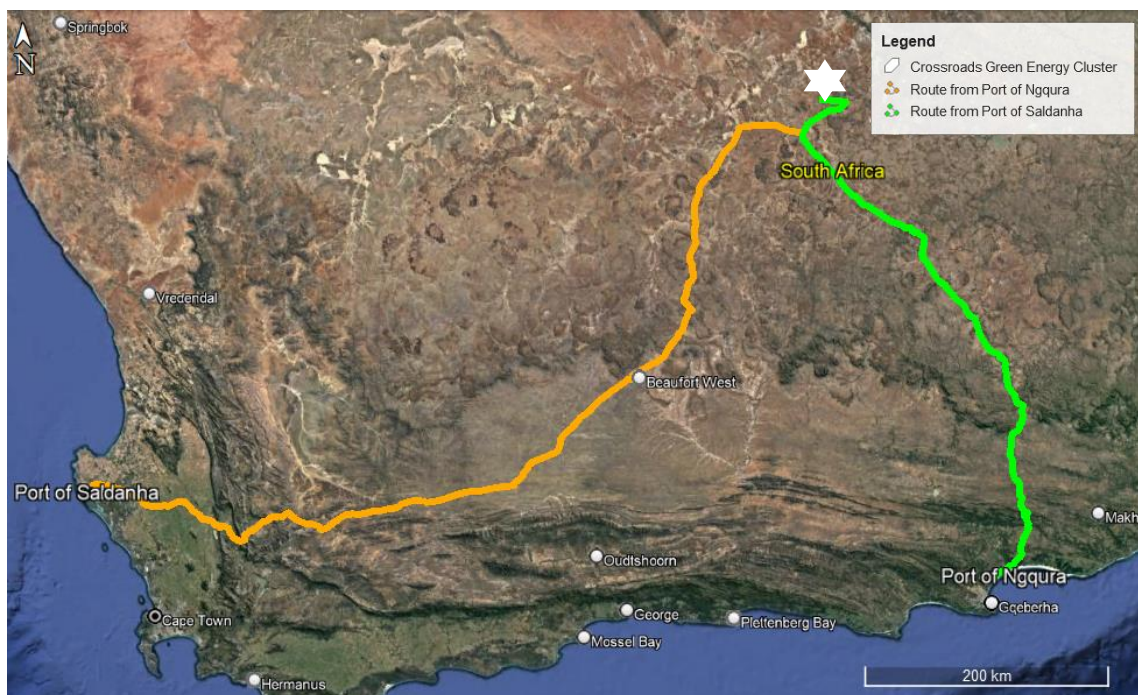 Springbok
N
Legend
Crossroads Green Energy Cluster
Route from Port of Ngqura
Route from Port of Saldanha
South Africa
Vredendal
Beaufort West
Port of Saldanha
Makh
Oudtshoorn
Port of Ngqura
Gqeberha
George
Cape Town
Plettenberg Bay
Mossel Bay
Hermanus
200 km